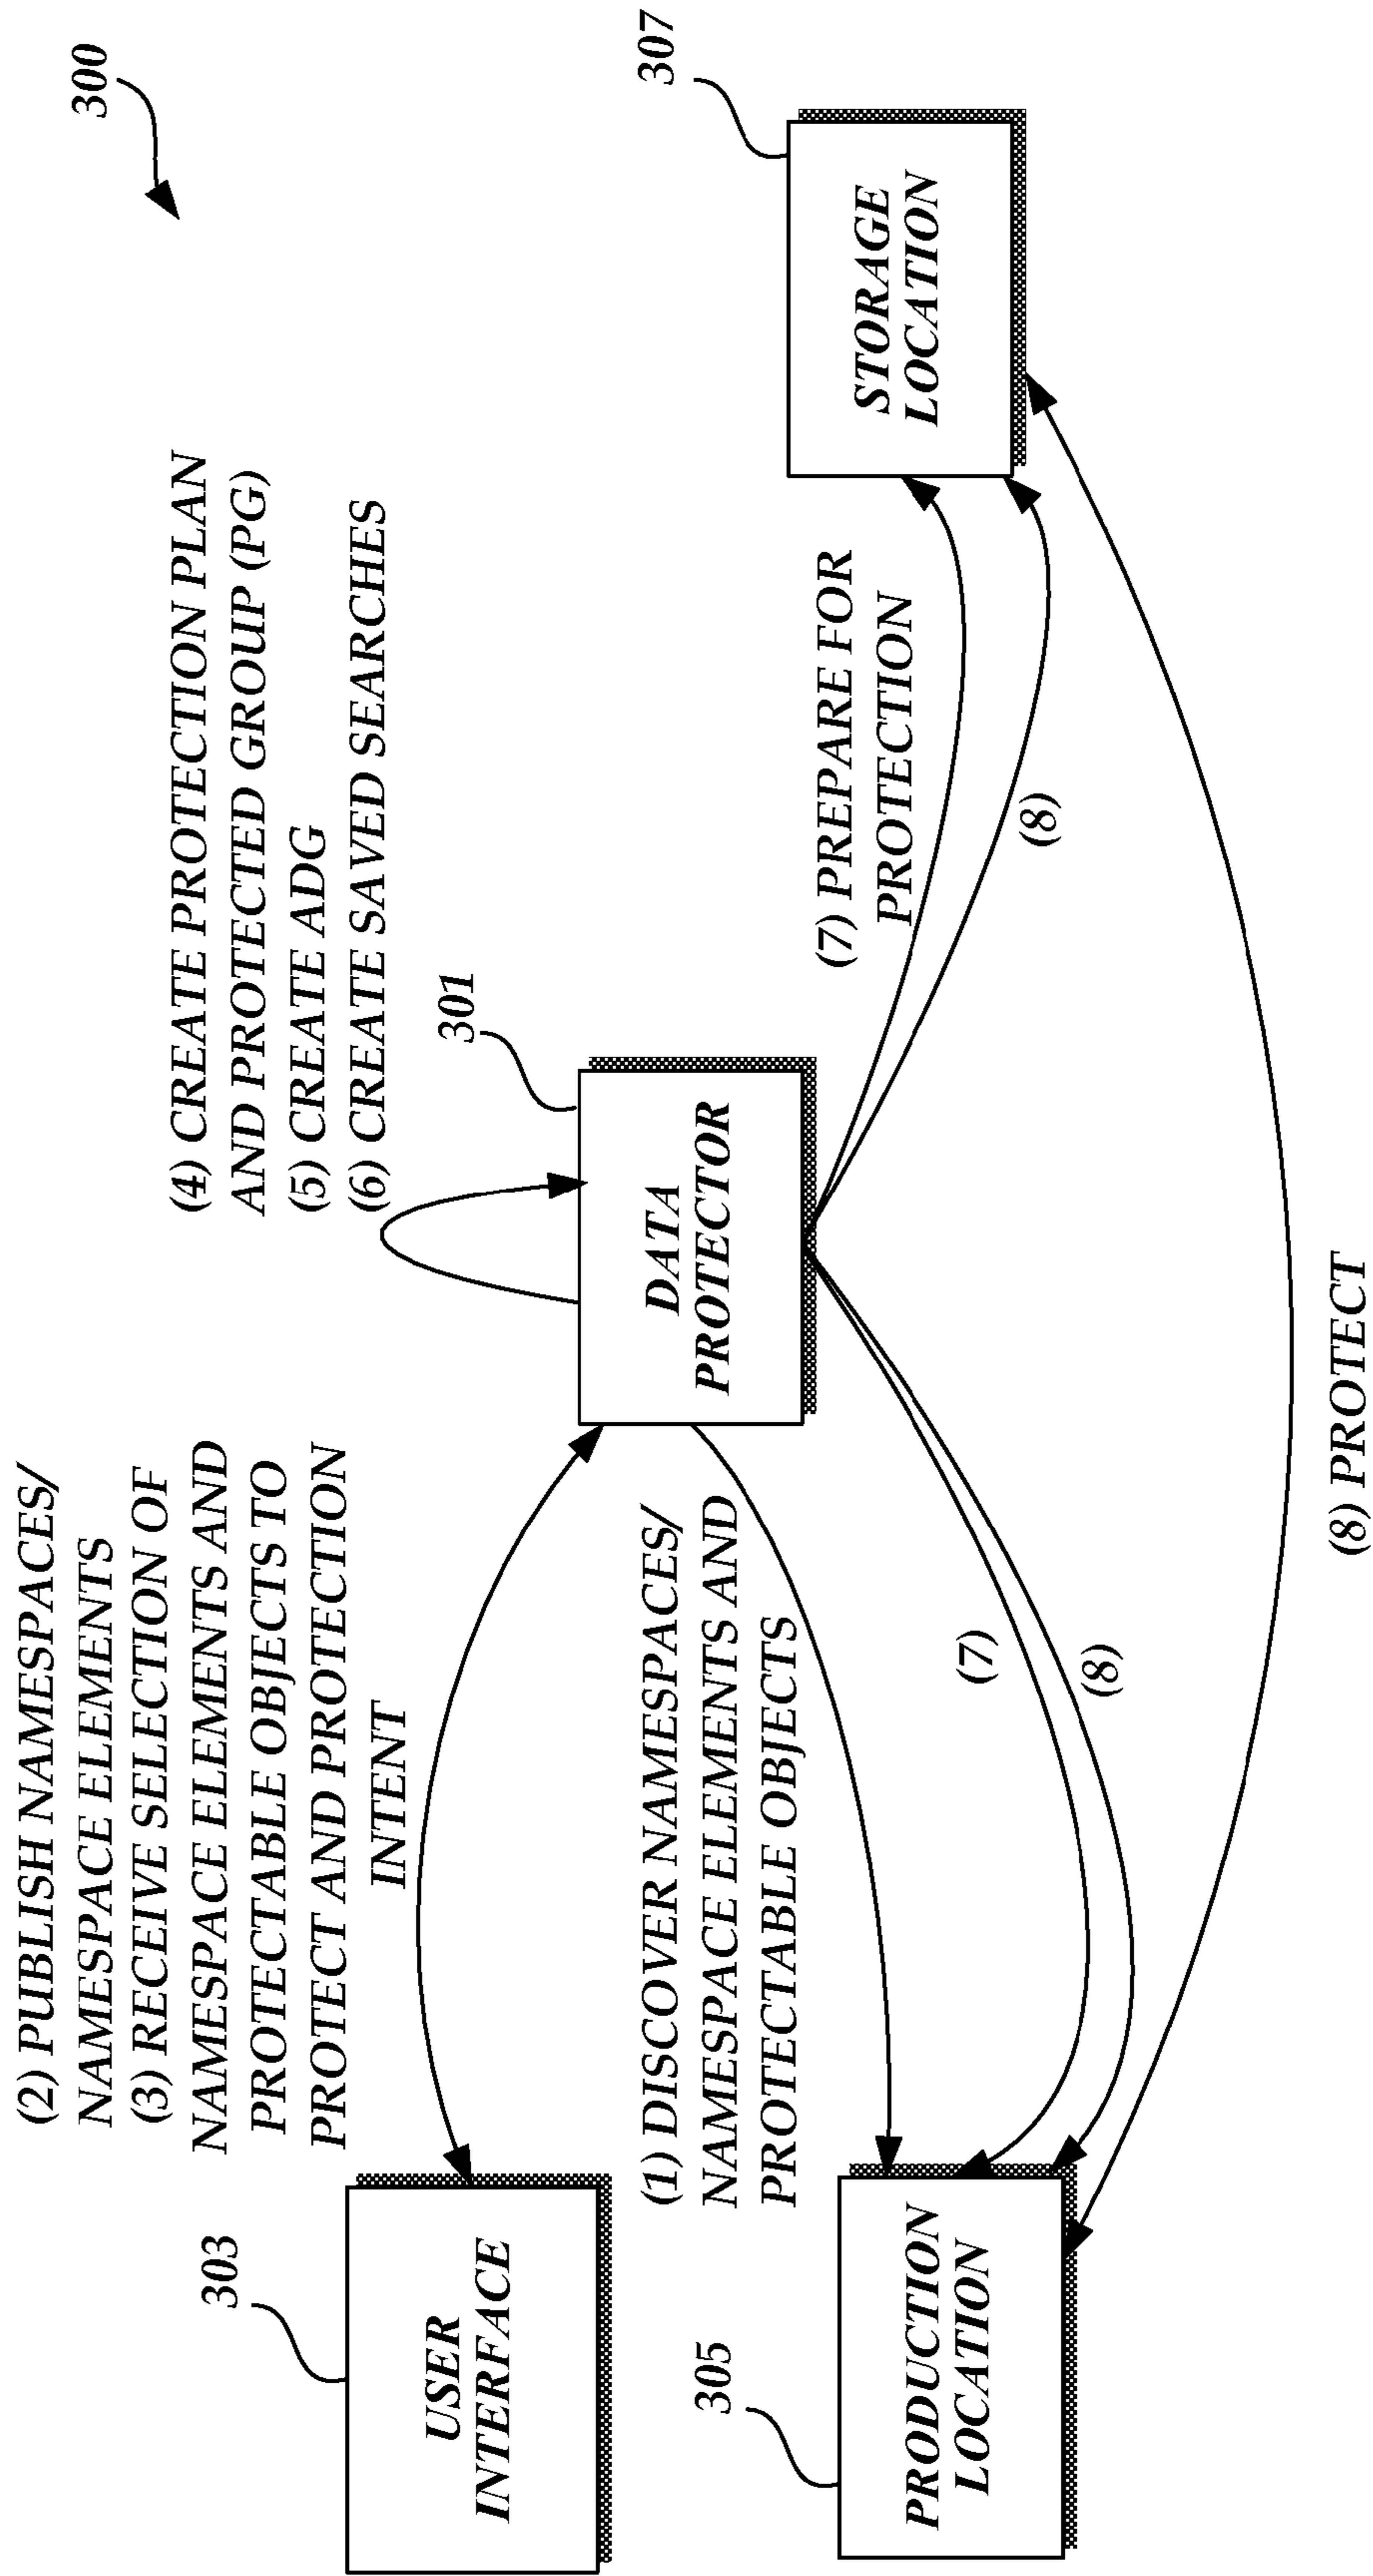 300
(2) PUBLISH NAMESPACES/
NAMESPACE ELEMENTS
(3) RECEIVE SELECTION OF
NAMESPACE ELEMENTS AND
PROTECTABLE OBJECTS TO
PROTECT AND PROTECTION
INTENT
(4) CREATE PROTECTION PLAN
AND PROTECTED GROUP (PG)
(5) CREATE ADG
(6) CREATE SAVED SEARCHES
303
USER
INTERFACE
301
DATA
PROTECTOR
307
STORAGE
LOCATION
(1) DISCOVER NAMESPACES/
NAMESPACE ELEMENTS AND
PROTECTABLE OBJECTS
(7) PREPARE FOR
PROTECTION
305
PRODUCTION
LOCATION
(7)
(8)
(8)
(8) PROTECT